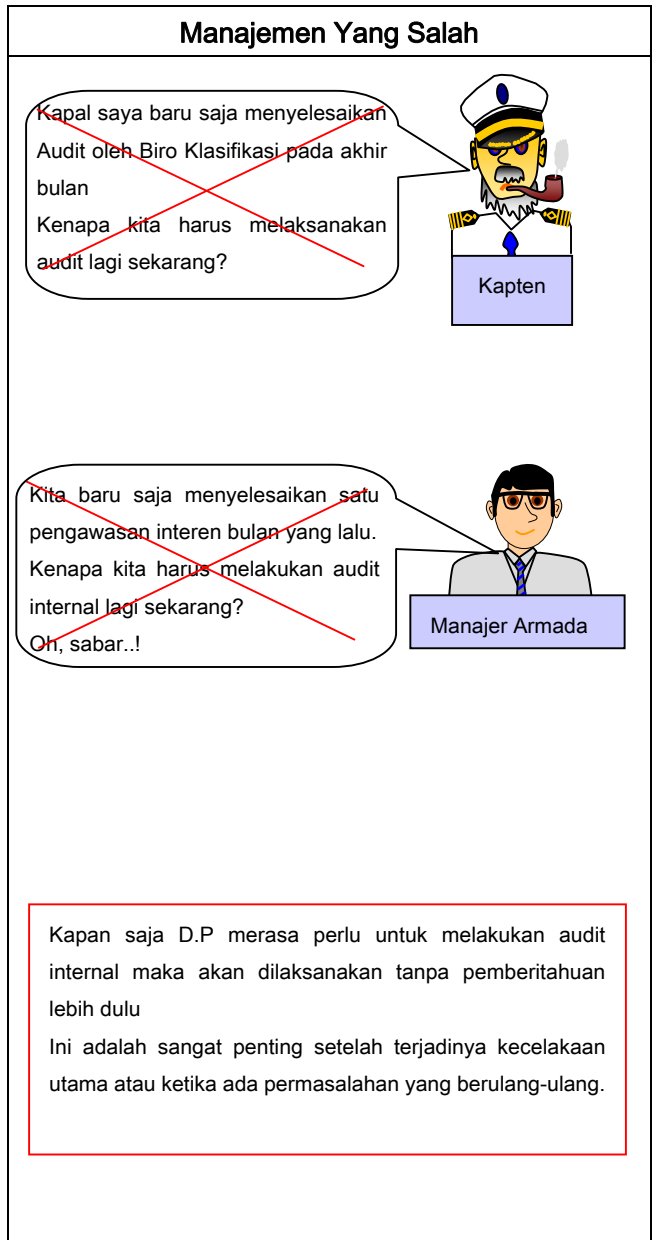 Manajemen Yang Salah
Kapal saya baru saja menyelesaikan
Audit oleh Biro Klasifikasi pada akhir
bulan
Kenapa kita harus melaksanakan
audit lagi sekarang?
Kapten
Kita baru saja menyelesaikan satu
pengawasan interen bulan yang lalu.
Kenapa kita harus melakukan audit
internal lagi sekarang?
Oh, sabar..!
Manajer Armada
Kapan saja D.P merasa perlu untuk melakukan audit
internal maka akan dilaksanakan tanpa pemberitahuan
lebih dulu
Ini adalah sangat penting setelah terjadinya kecelakaan
utama atau ketika ada permasalahan yang berulang-ulang.